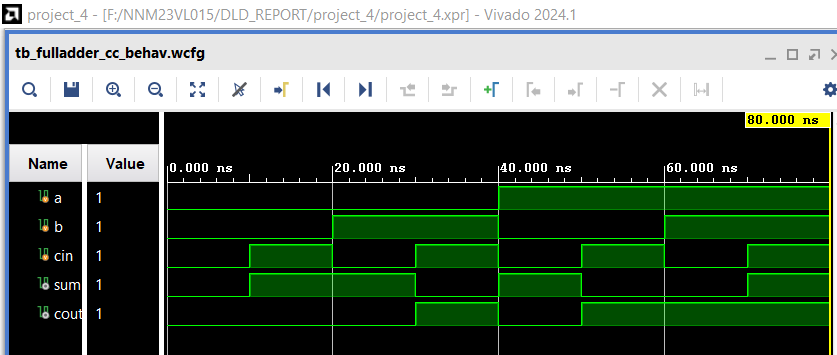 project_4 - [F:/NNM23VL015/DLD_REPORT/project_4/project_4.xpr] - Vivado 2024.1
tb_fulladder_cc_behav.wcfg
80.000 ns
Name Value
0.000 ns 20.000 ns 40.000 ns 60.000 ns
a 1
b 1
cin 1
sum 1
cout 1